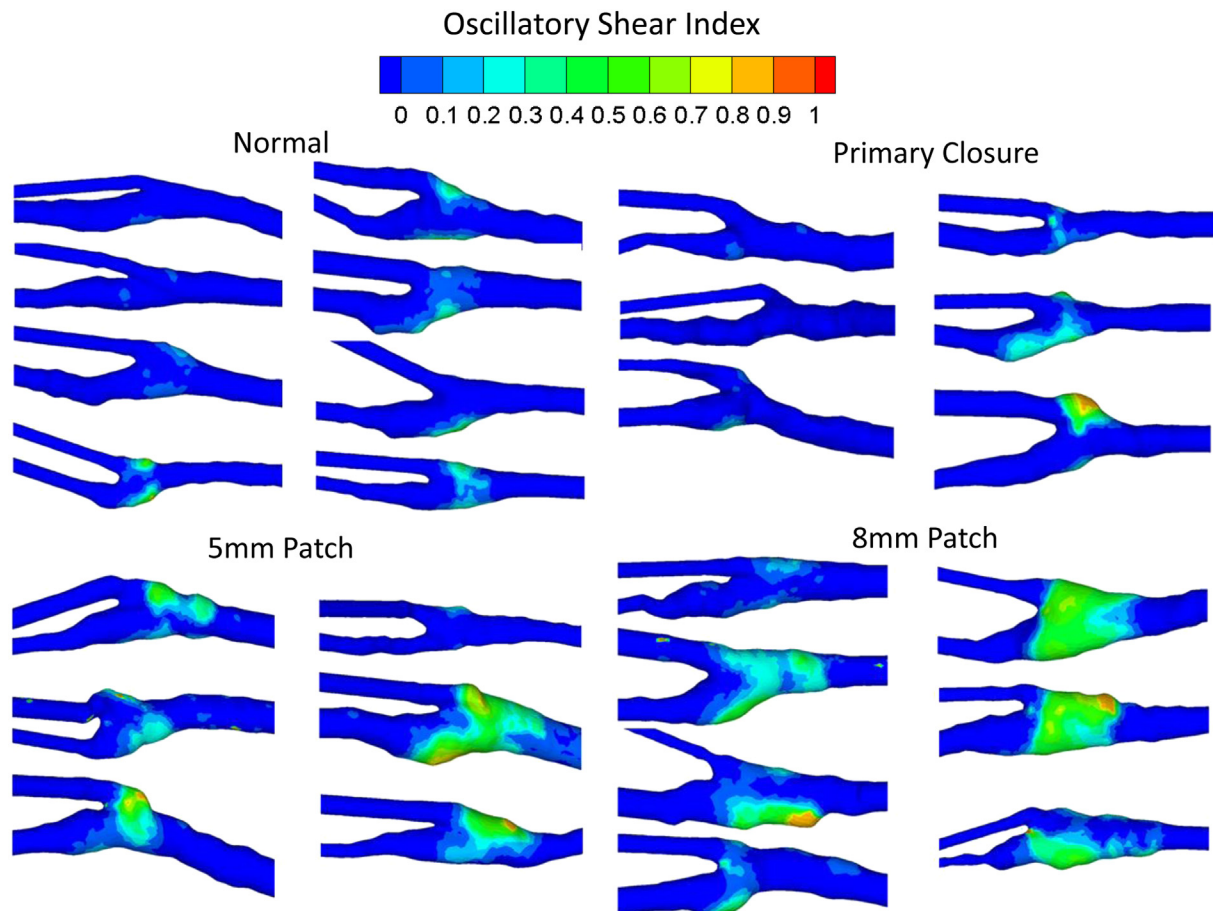 Oscillatory Shear Index
0 0.1 0.2 0.3 0.4 0.5 0.6 0.7 0.8 0.9 1
Normal
Primary Closure
5mm Patch
8mm Patch